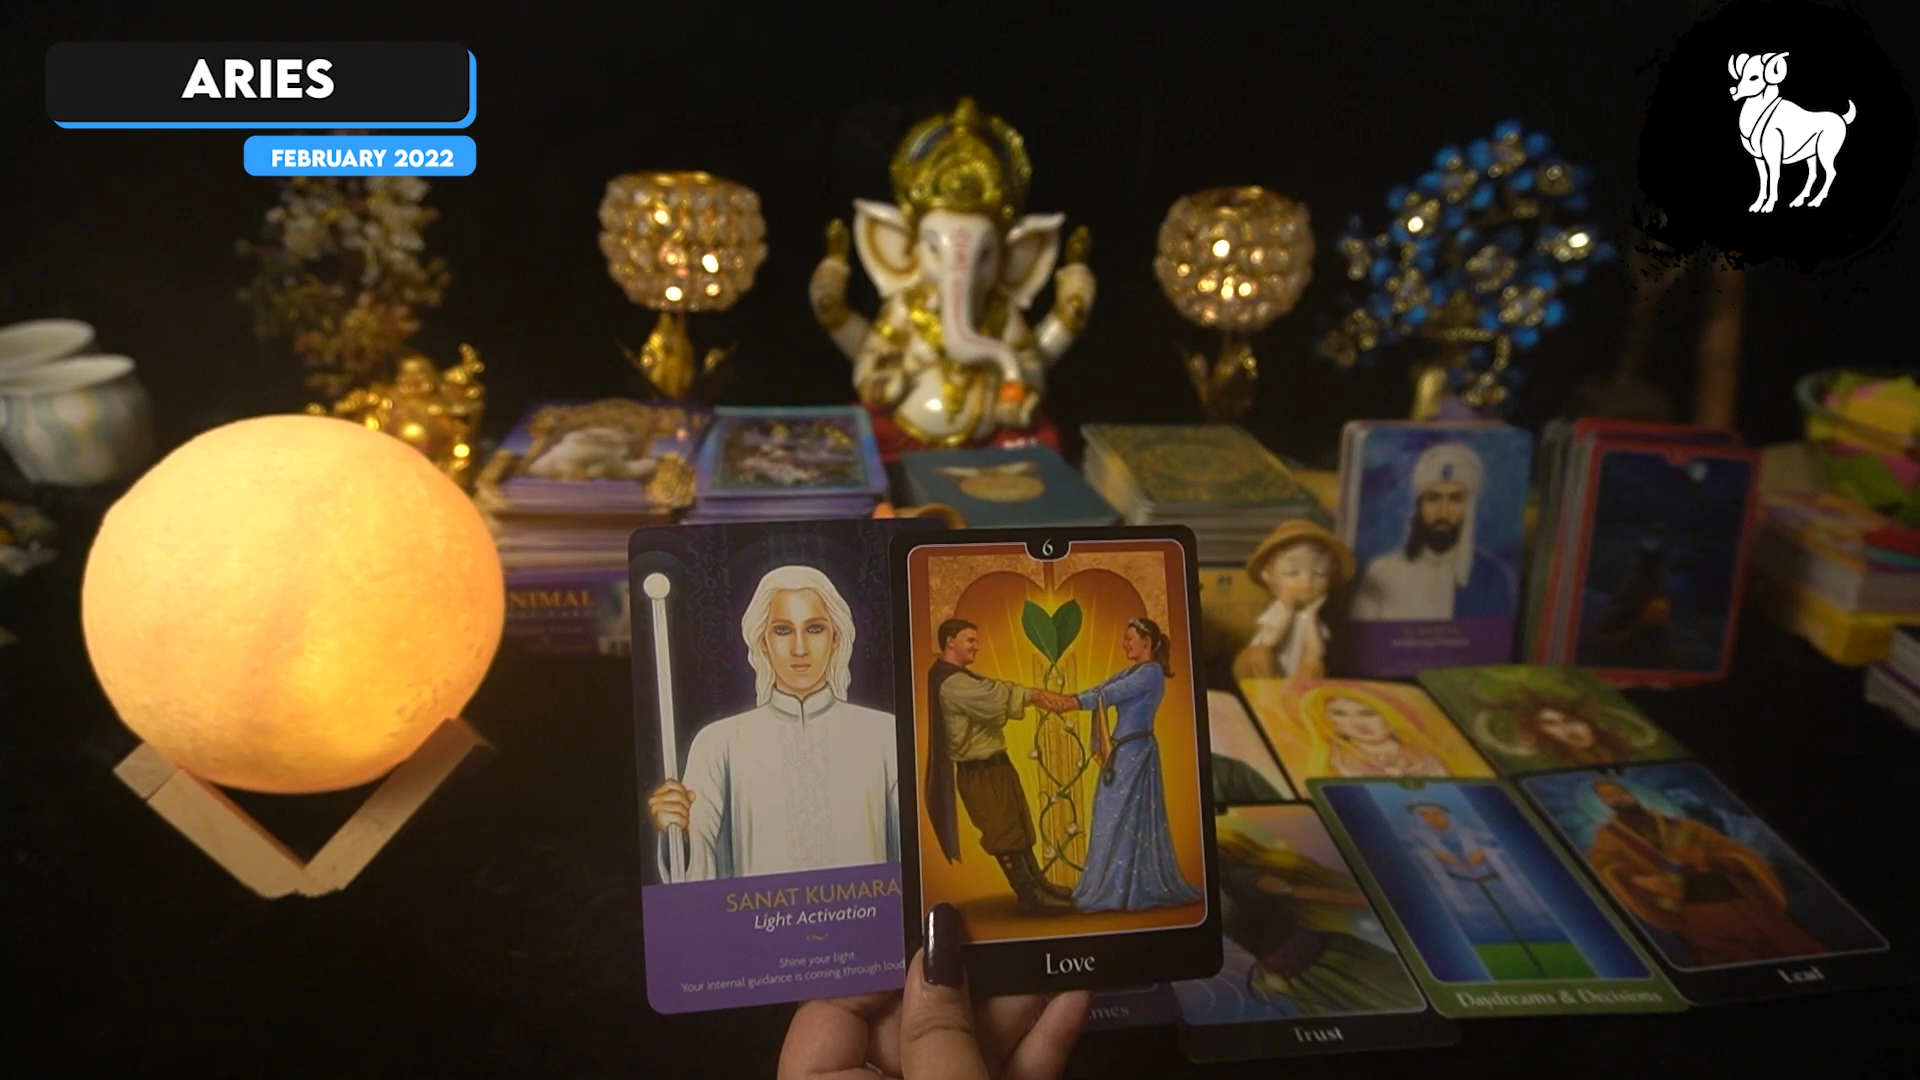 ARIES
FEBRUARY 2022
NIMAL
6
SANAT KUMARA
Light Activation
Shine your light.
Your internal guidance is coming through loud
Love
Daydreams & Decisions
Lead
Trust